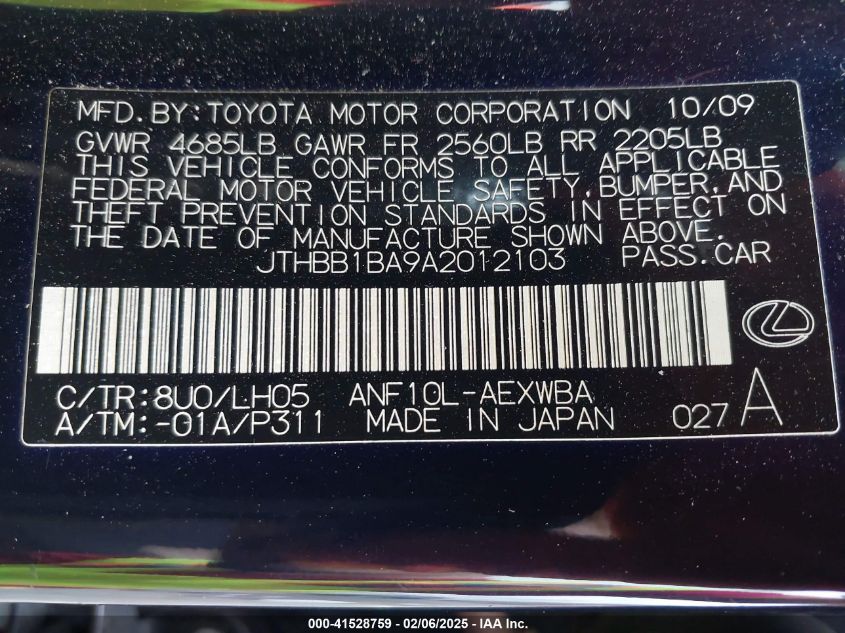 MFD.BY:TOYOTA MOTOR CORPORATION 10/09
GVWR 4685LB GAWR FR 2560LB RR 2205LB
THIS VEHICLE CONFORMS TO ALL APPLICABLE
FEDERAL MOTOR VEHICLE SAFETY,BUMPER,AND
THEFT PREVENTION STANDARDS IN EFFECT ON
THE DATE OF MANUFACTURE SHOWN ABOVE.
JTHBB1BA9A2012103 PASS.CAR
C/TR:8U0/LH05 ANF10L-AEXWBA
A/TM:-01A/P311 MADE IN JAPAN 027 A
000-41528759 / 02/06/2025 - IAA Inc.